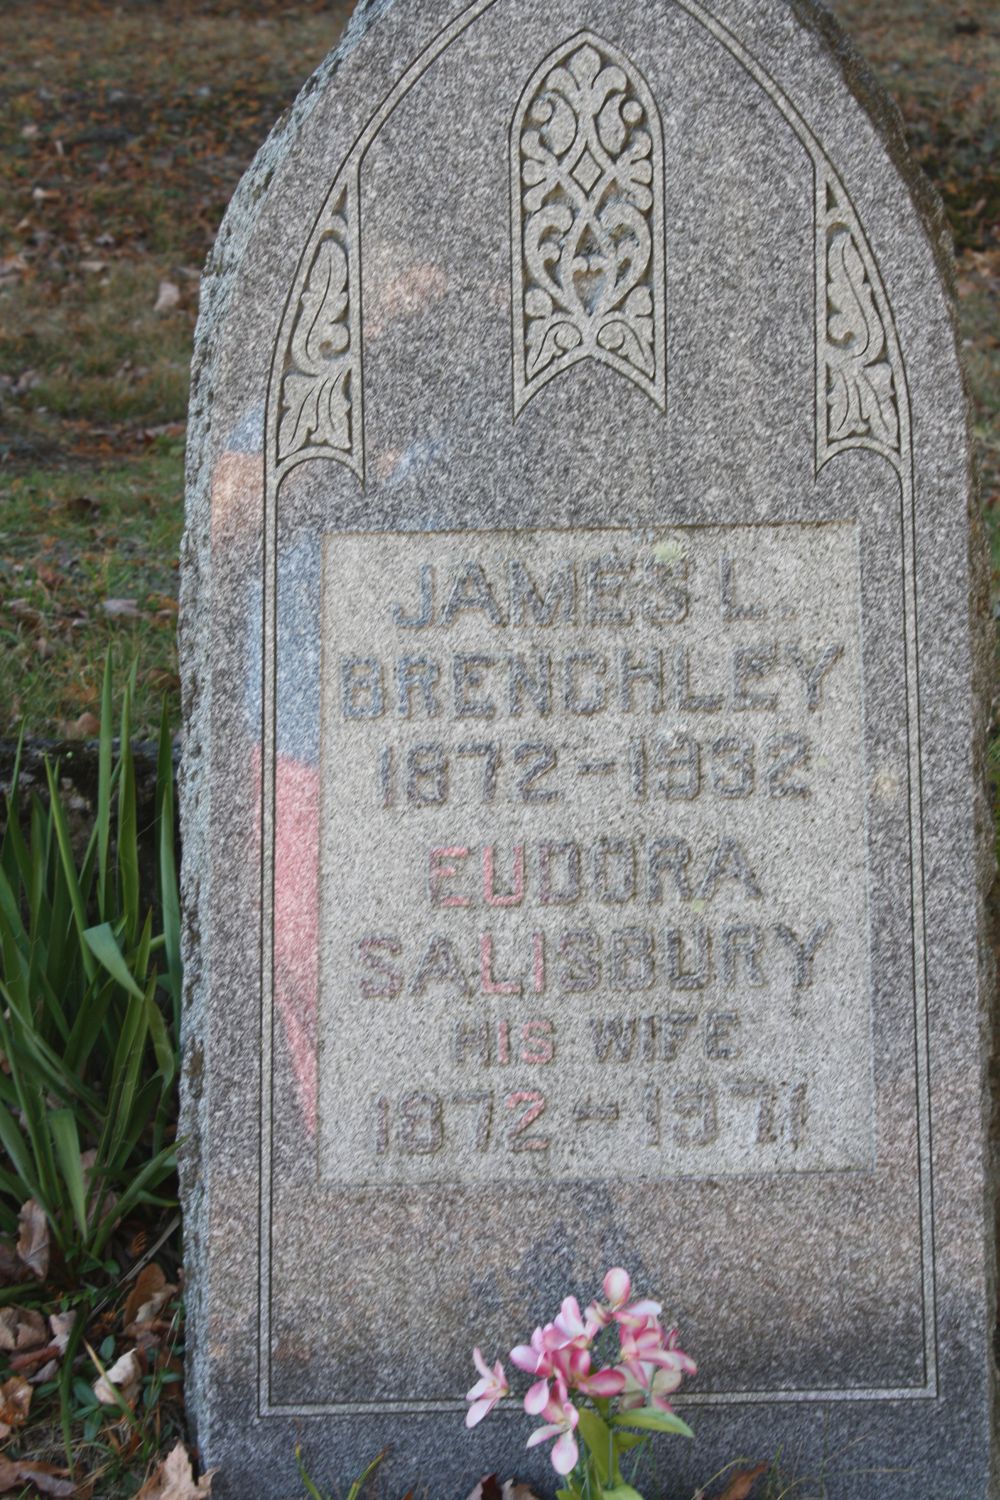 JAMES L.
BRENCHLEY
1872 - 1932
EUDORA
SALISBURY
HIS WIFE
1872 - 1971